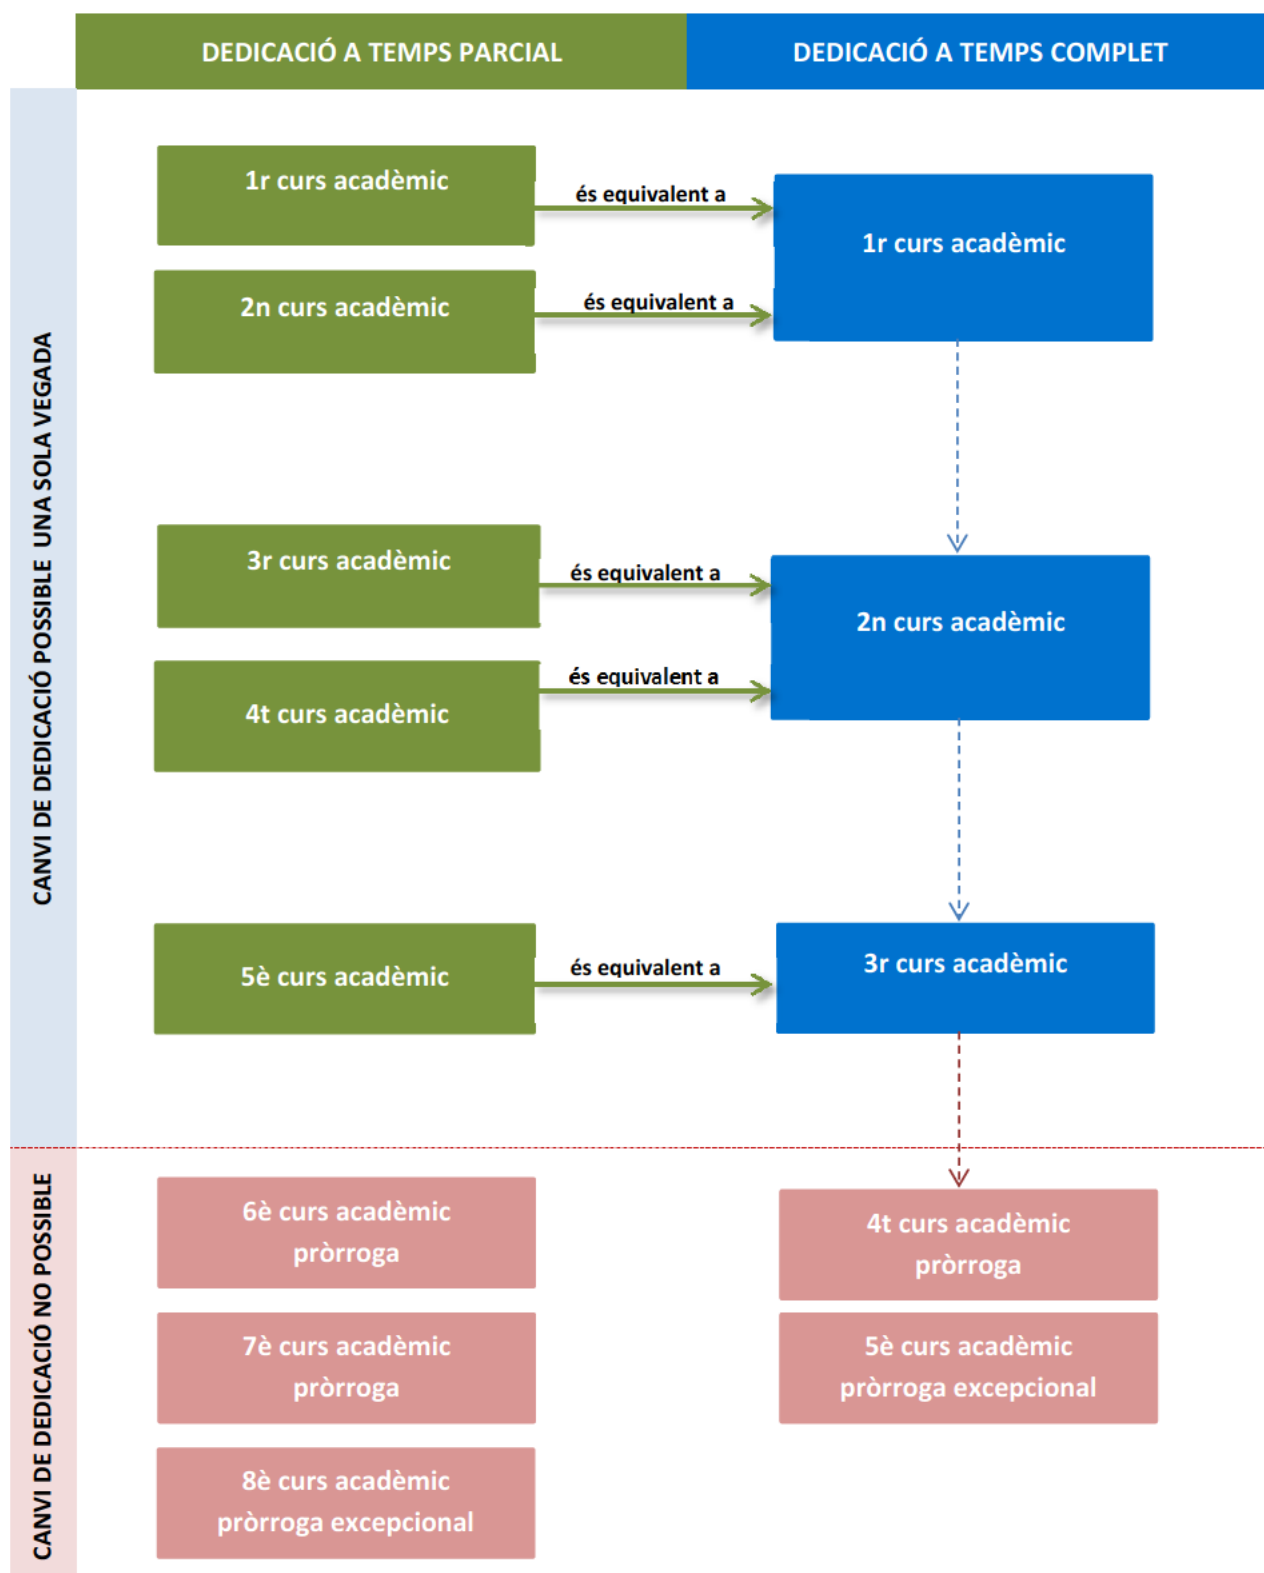 DEDICACIÓ A TEMPS PARCIAL
DEDICACIÓ A TEMPS COMPLET
CANVI DE DEDICACIÓ POSSIBLE UNA SOLA VEGADA
1r curs acadèmic
és equivalent a
1r curs acadèmic
2n curs acadèmic
és equivalent a
3r curs acadèmic
és equivalent a
2n curs acadèmic
4t curs acadèmic
és equivalent a
5è curs acadèmic
és equivalent a
3r curs acadèmic
CANVI DE DEDICACIÓ NO POSSIBLE
6è curs acadèmic
pròrroga
4t curs acadèmic
pròrroga
7è curs acadèmic
pròrroga
5è curs acadèmic
pròrroga excepcional
8è curs acadèmic
pròrroga excepcional